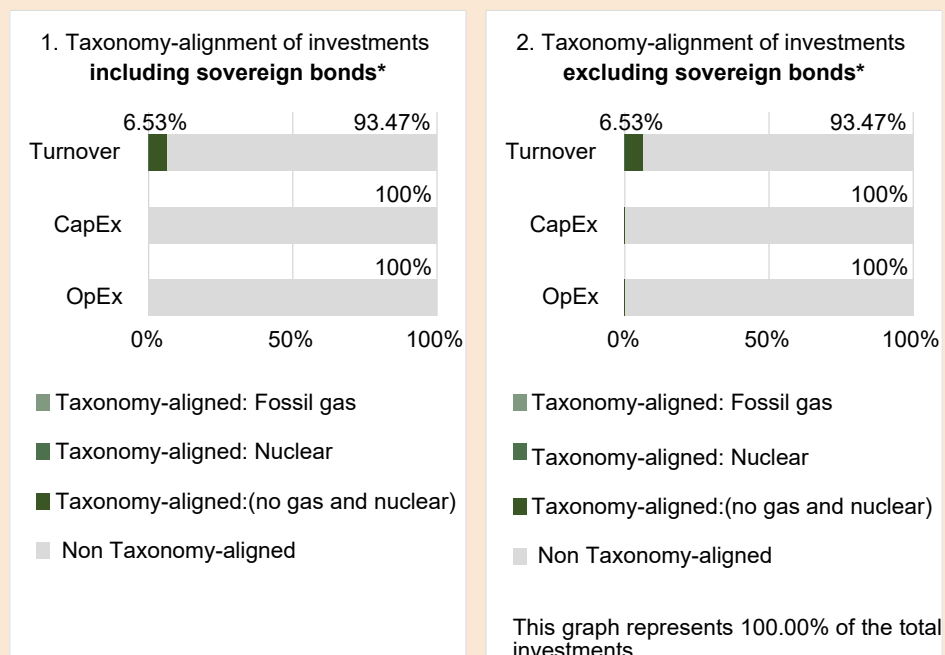 1. Taxonomy-alignment of investments
including sovereign bonds*
6.53% 93.47%
Turnover
100%
CapEx
100%
OpEx
0% 50% 100%
Taxonomy-aligned: Fossil gas
Taxonomy-aligned: Nuclear
Taxonomy-aligned:(no gas and nuclear)
Non Taxonomy-aligned
2. Taxonomy-alignment of investments
excluding sovereign bonds*
6.53% 93.47%
Turnover
100%
CapEx
100%
OpEx
0% 50% 100%
Taxonomy-aligned: Fossil gas
Taxonomy-aligned: Nuclear
Taxonomy-aligned:(no gas and nuclear)
Non Taxonomy-aligned
This graph represents 100.00% of the total
investments